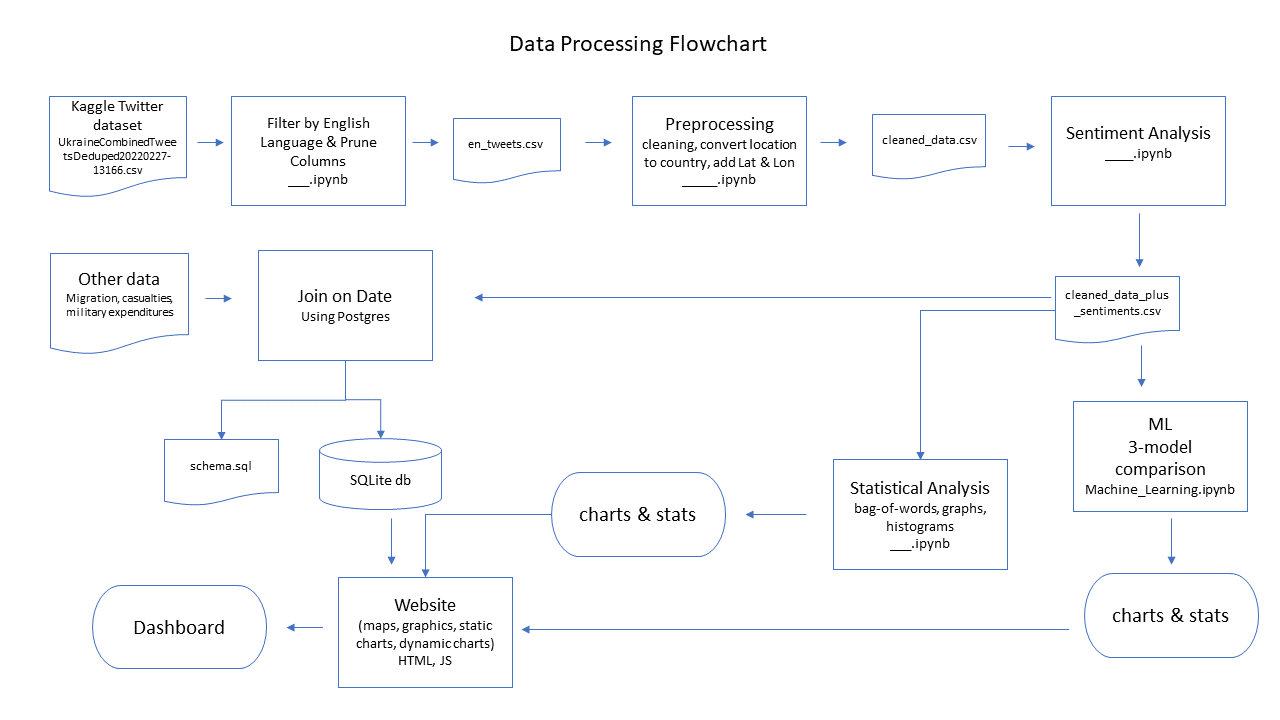 Data Processing Flowchart
Kaggle Twitter
dataset
UkraineCombinedTwee
tsDeduped20220227-
13166.csv
Filter by English
Language & Prune
Columns
___.ipynb
en_tweets.csv
Preprocessing
cleaning, convert location
to country, add Lat & Lon
_____.ipynb
cleaned_data.csv
Sentiment Analysis
____.ipynb
Other data
Migration, casualties,
military expenditures
Join on Date
Using Postgres
cleaned_data_plus
_sentiments.csv
schema.sql
SQLite db
charts & stats
Statistical Analysis
bag-of-words, graphs,
histograms
___.ipynb
ML
3-model
comparison
Machine_Learning.ipynb
Dashboard
Website
(maps, graphics, static
charts, dynamic charts)
HTML, JS
charts & stats